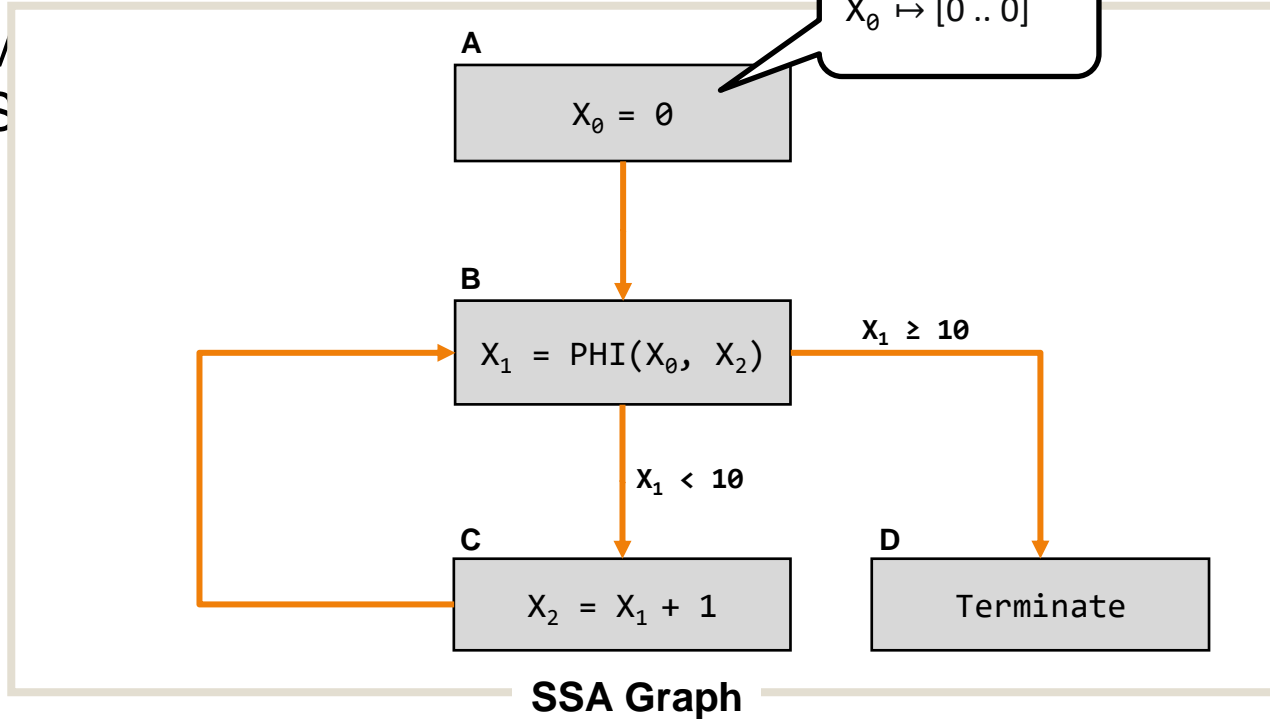 X₀ ↦ [0 .. 0]
A
X₀ = 0
B
X₁ = PHI(X₀, X₂)
X₁ ≥ 10
X₁ < 10
C
D
X₂ = X₁ + 1
Terminate
SSA Graph